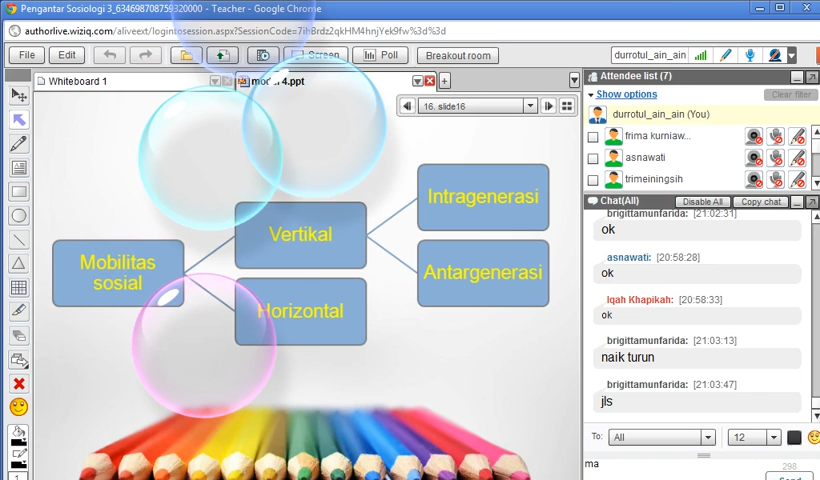 Pengantar Sosiologi 3_634698708759320000 - Teacher - Google Chrome
authorlive.wiziq.com/aliveext/logintosession.aspx?SessionCode=7ihBrdz2qkHM4hnjYek9fw%3d%3d
File Edit Screen Poll Breakout room durrotul_ain_ain
Whiteboard 1 4.ppt
16. slide16
Mobilitas
sosial
Vertikal
Horizontal
Intragenerasi
Antargenerasi
Attendee list (7)
Show options Clear filter
durrotul_ain_ain (You)
frima kurniaw...
asnawati
trimeiningsih
Chat(All) Disable All Copy chat
brigittamunfarida: [21:02:31]
ok
asnawati: [20:58:28]
ok
Iqah Khapikah: [20:58:33]
ok
brigittamunfarida: [21:03:13]
naik turun
brigittamunfarida: [21:03:47]
jls
To: All 12
ma
298
Send
1